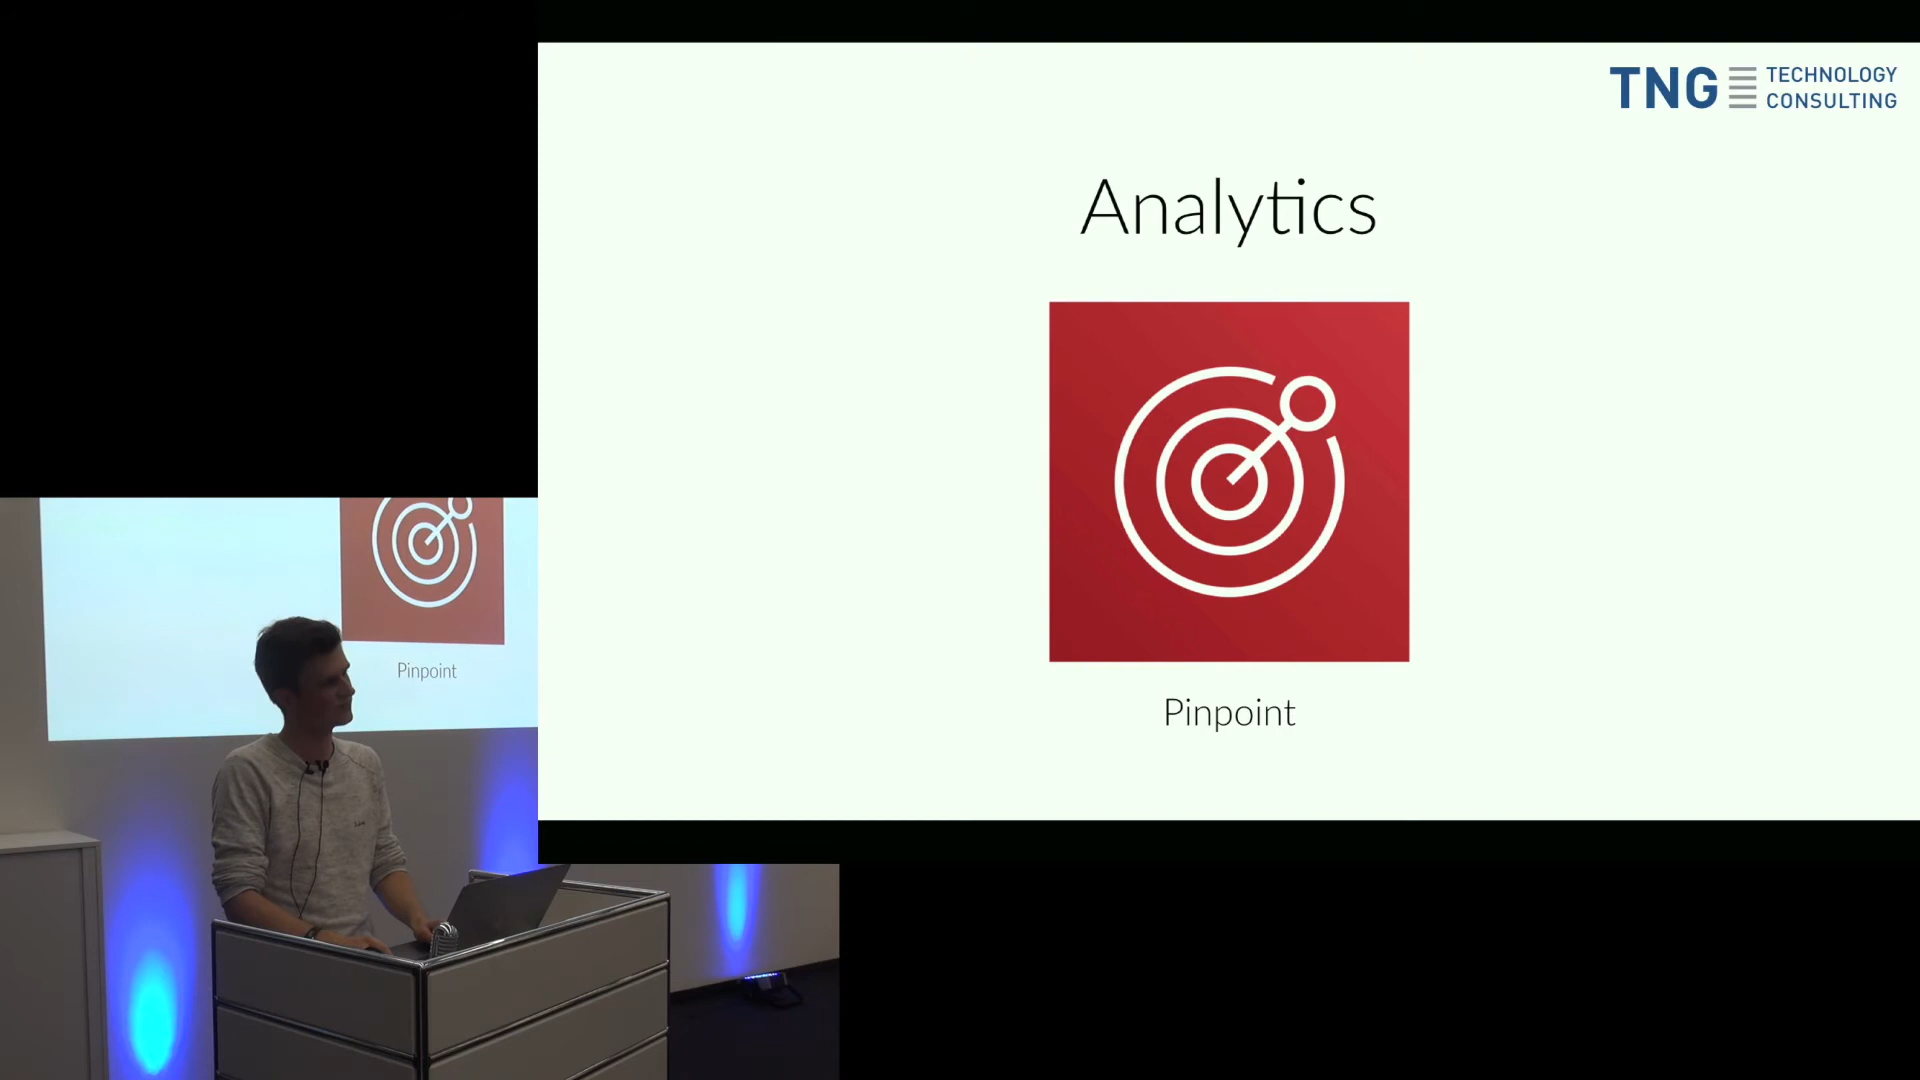 TNG TECHNOLOGY
CONSULTING
Analytics
Pinpoint
Pinpoint